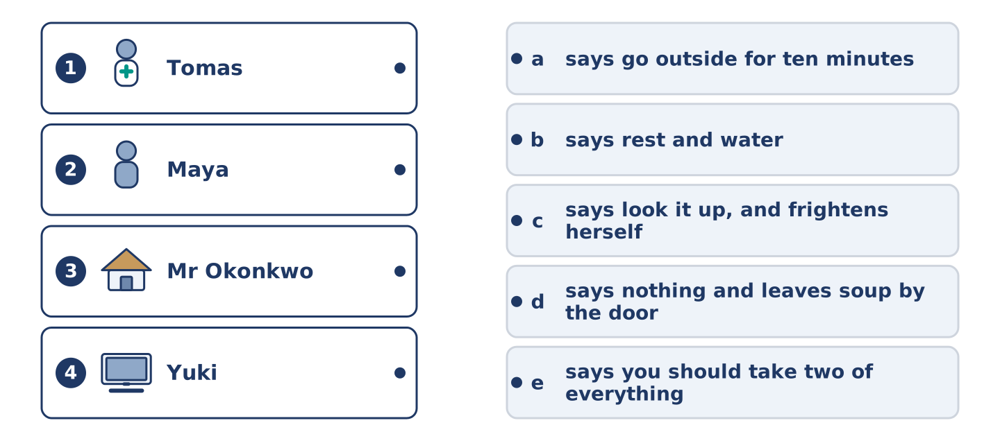 1 Tomas
2 Maya
3 Mr Okonkwo
4 Yuki
a says go outside for ten minutes
b says rest and water
c says look it up, and frightens
herself
d says nothing and leaves soup by
the door
e says you should take two of
everything